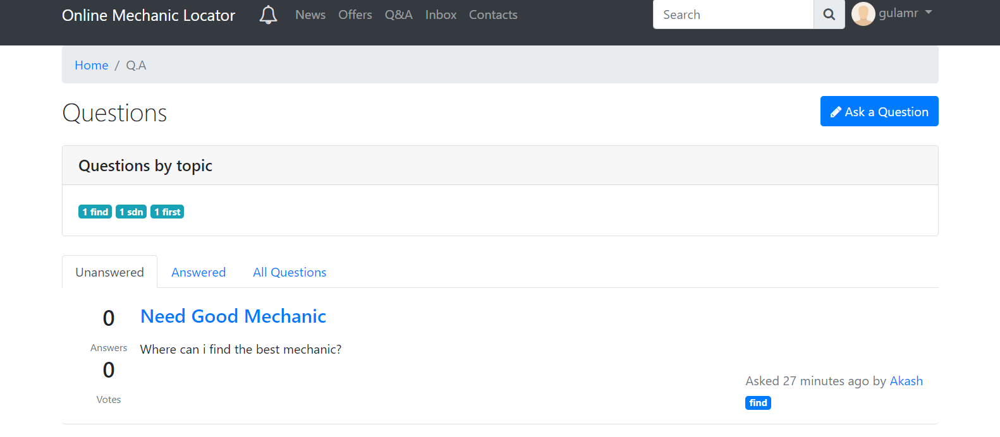 Online Mechanic Locator News Offers Q&A Inbox Contacts Search gulamr
Home / Q.A
Questions
Ask a Question
Questions by topic
1 find 1 sdn 1 first
Unanswered Answered All Questions
0
Need Good Mechanic
Answers
Where can i find the best mechanic?
0
Votes
Asked 27 minutes ago by Akash
find